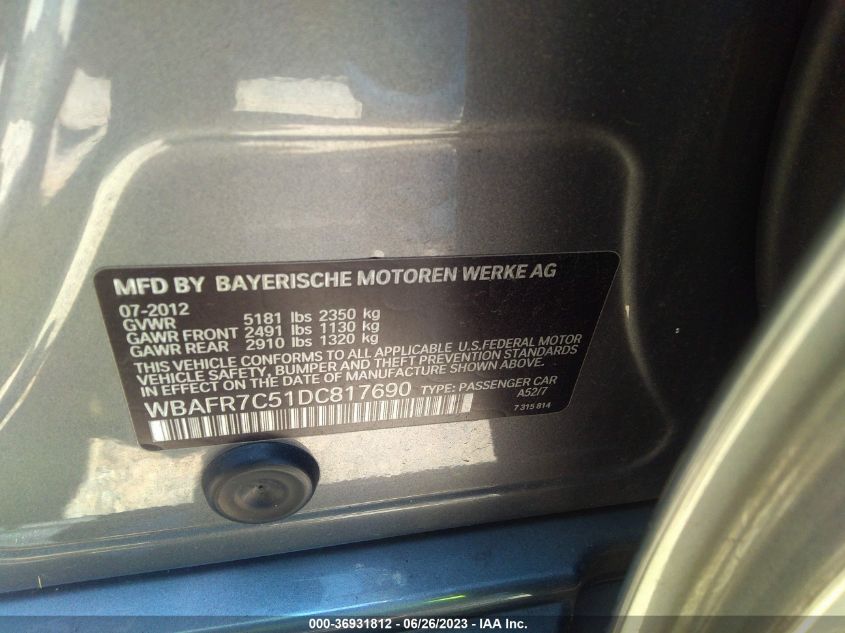 MFD BY BAYERISCHE MOTOREN WERKE AG
07-2012
GVWR 5181 lbs 2350 kg
GAWR FRONT 2491 lbs 1130 kg
GAWR REAR 2910 lbs 1320 kg
THIS VEHICLE CONFORMS TO ALL APPLICABLE U.S.FEDERAL MOTOR
VEHICLE SAFETY, BUMPER AND THEFT PREVENTION STANDARDS
IN EFFECT ON THE DATE OF MANUFACTURE SHOWN ABOVE.
WBAFR7C51DC817690 TYPE: PASSENGER CAR
A52/7
7 315 814
000-36931812 - 06/26/2023 - IAA Inc.